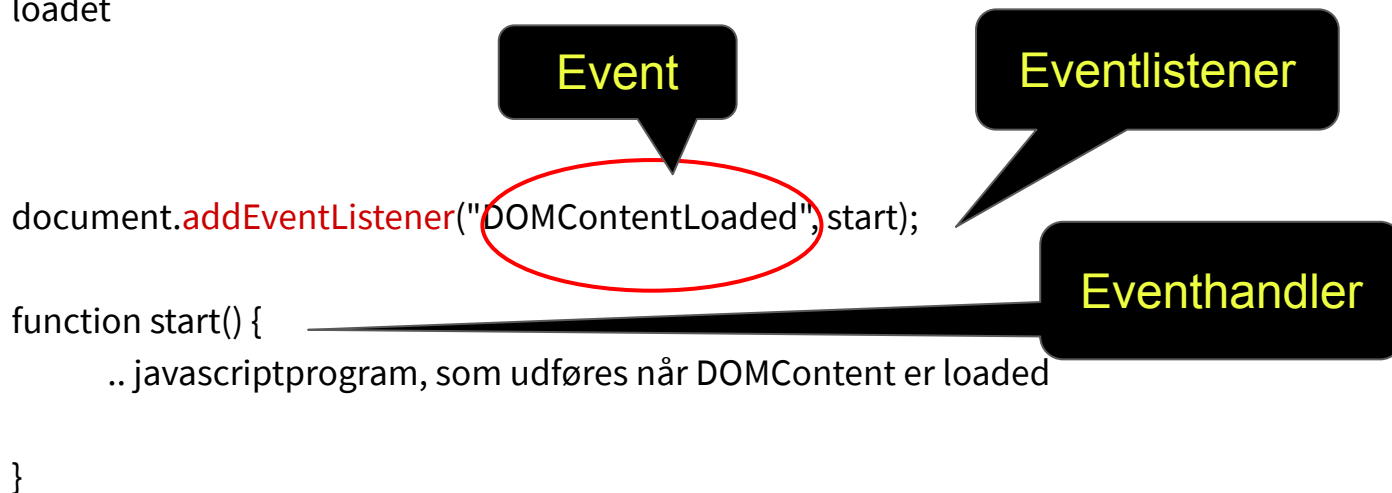 loadet
Event
Eventlistener
document.addEventListener("DOMContentLoaded", start);
Eventhandler
function start() {
.. javascriptprogram, som udføres når DOMContent er loaded
}